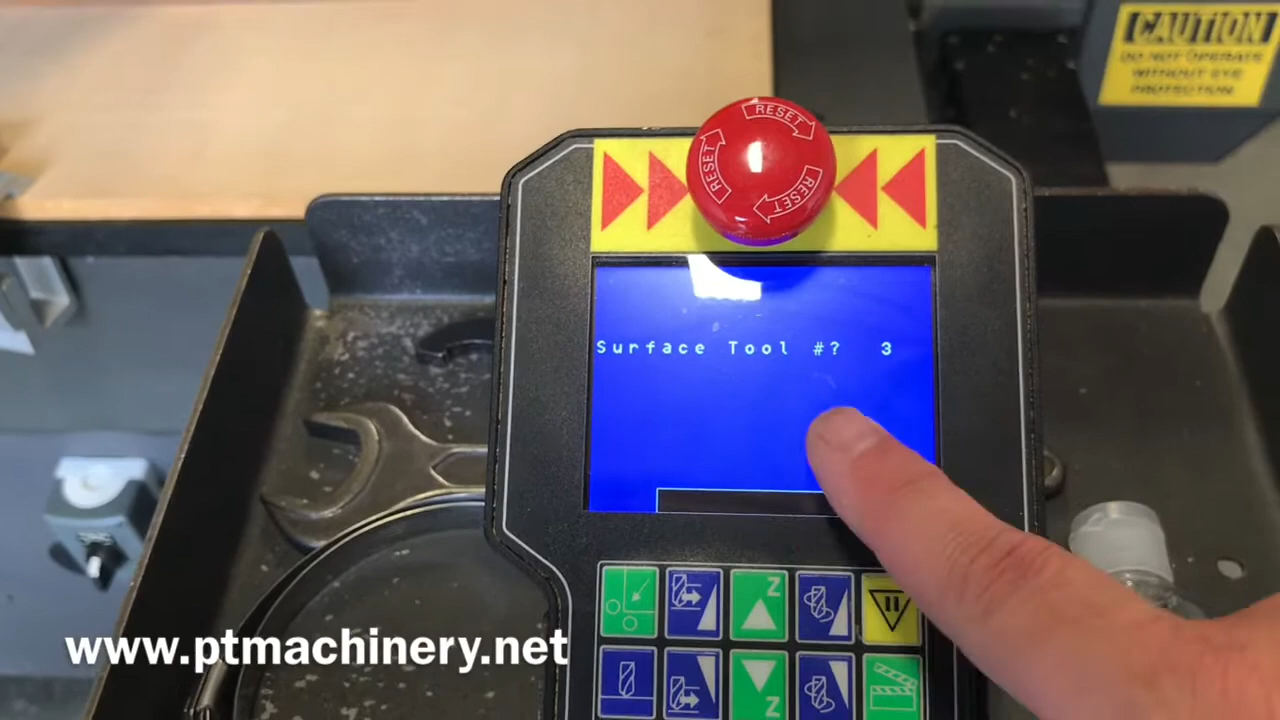 CAUTION
DO NOT OPERATE
WITHOUT EYE
PROTECTION
RESET
RESET
RESET
Surface Tool #? 3
Z
Z
www.ptmachinery.net